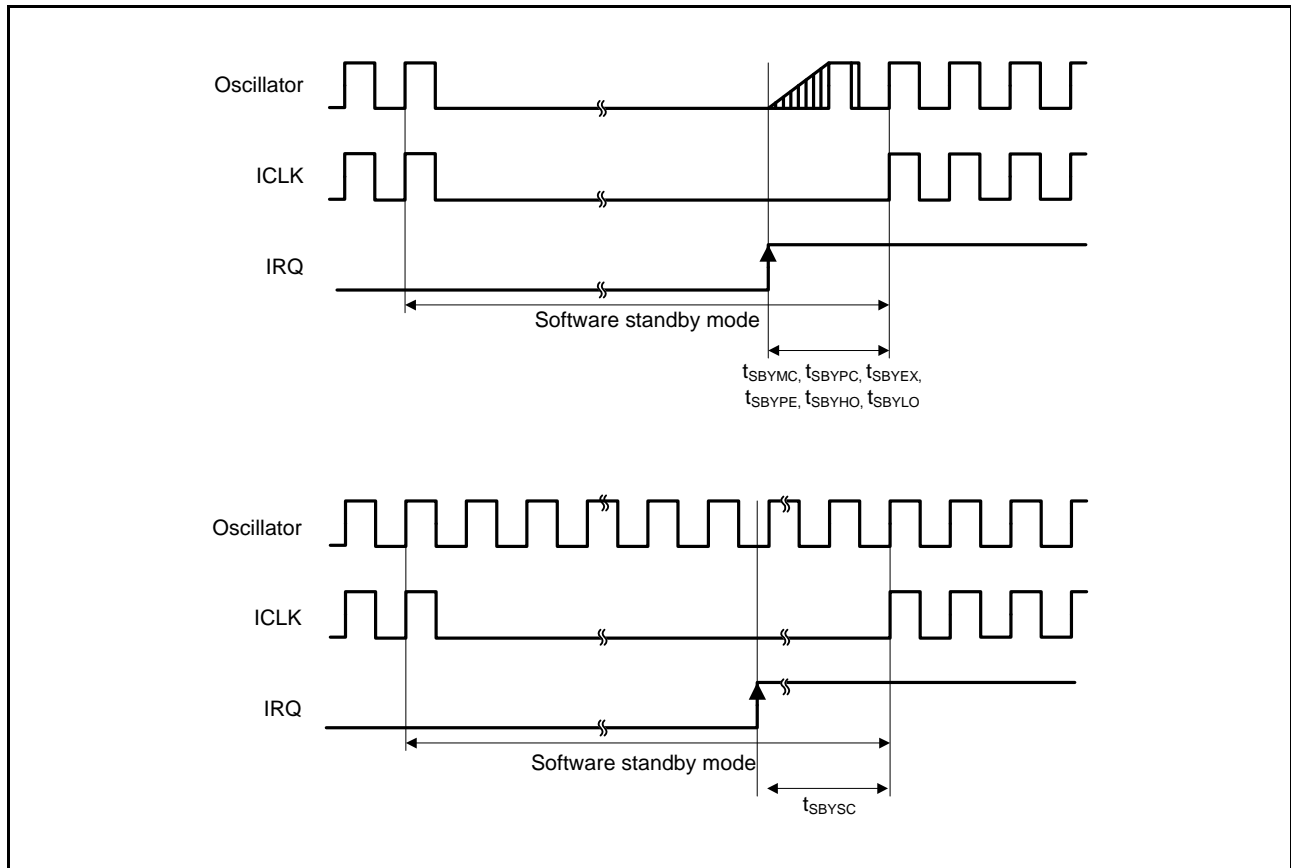 Oscillator
ICLK
IRQ
Software standby mode
tSBYMC, tSBYPC, tSBYEX,
tSBYPE, tSBYHO, tSBYLO
Oscillator
ICLK
IRQ
Software standby mode
tSBYSC